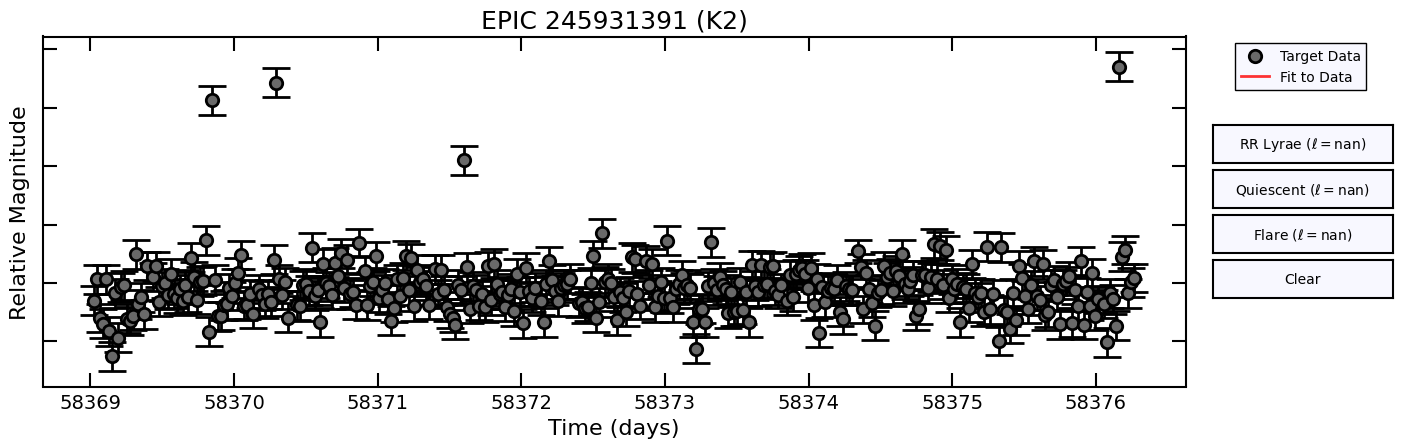 EPIC 245931391 (K2)
Relative Magnitude
58369 58370 58371 58372 58373 58374 58375 58376
Time (days)
Target Data
Fit to Data
RR Lyrae (ℓ = nan)
Quiescent (ℓ = nan)
Flare (ℓ = nan)
Clear